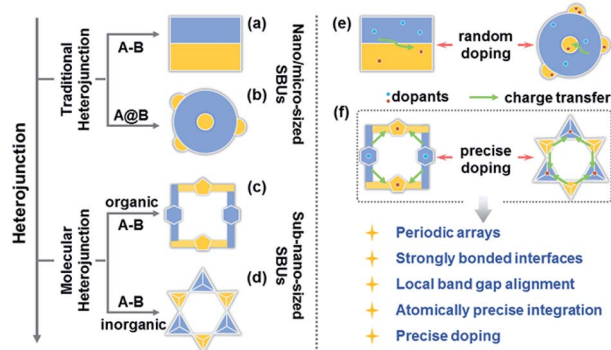 Heterojunction
Traditional
Heterojunction
A-B
A@B
(a)
(b)
Nano/micro-sized
SBUs
Molecular
Heterojunction
organic
A-B
A-B
inorganic
(c)
(d)
Sub-nano-sized
SBUs
(e)
random
doping
dopants
charge transfer
(f)
precise
doping
Periodic arrays
Strongly bonded interfaces
Local band gap alignment
Atomically precise integration
Precise doping